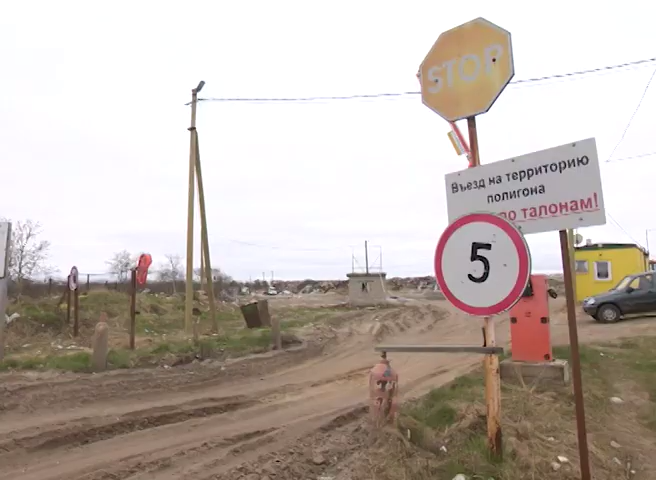 STOP
Въезд на территорию
полигона
по талонам!
5